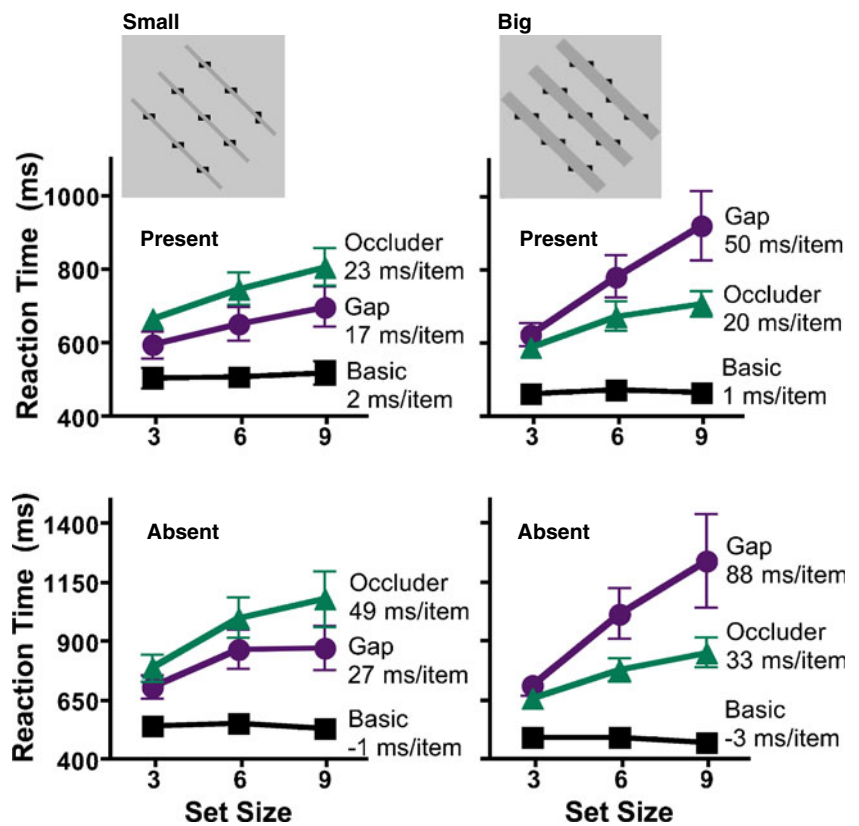 Small
Big
Reaction Time (ms)
1000
800
600
400
Present
Occluder
23 ms/item
Gap
17 ms/item
Basic
2 ms/item
3 6 9
Present
Gap
50 ms/item
Occluder
20 ms/item
Basic
1 ms/item
3 6 9
Reaction Time (ms)
1400
1150
900
650
400
Absent
Occluder
49 ms/item
Gap
27 ms/item
Basic
-1 ms/item
3 6 9
Set Size
Absent
Gap
88 ms/item
Occluder
33 ms/item
Basic
-3 ms/item
3 6 9
Set Size